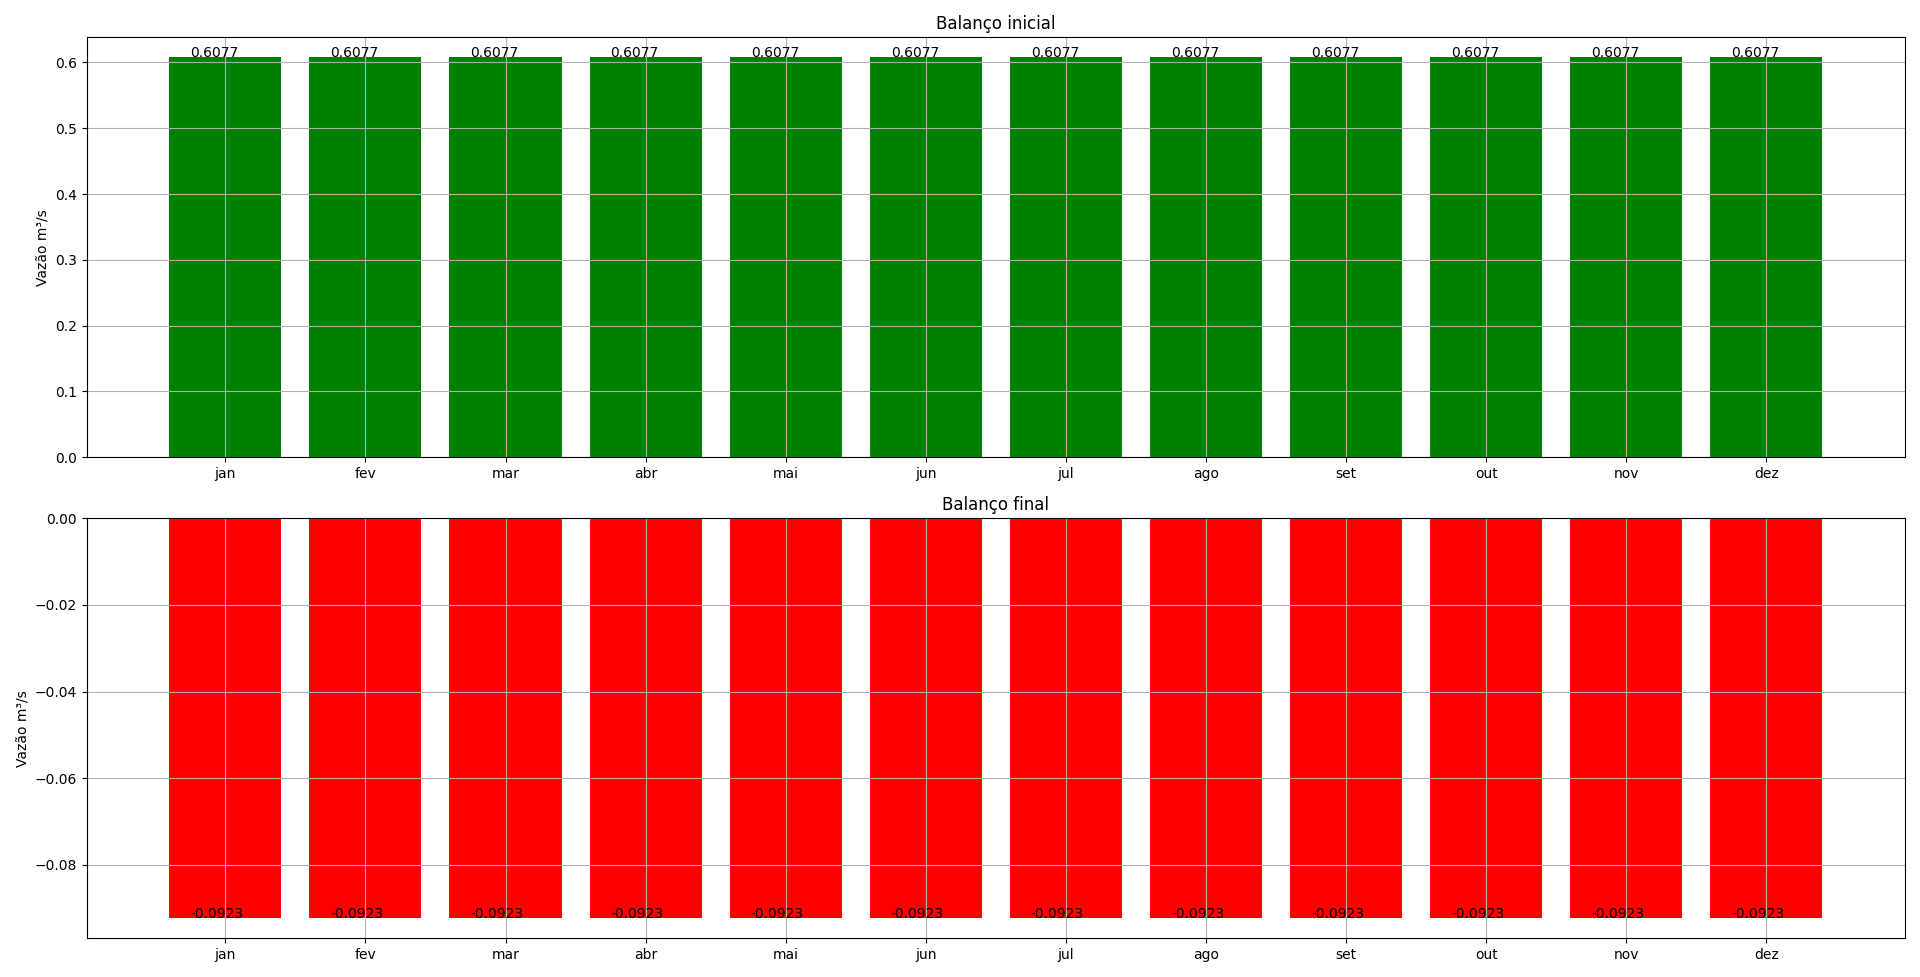 Balanço inicial
0.6077 0.6077 0.6077 0.6077 0.6077 0.6077 0.6077 0.6077 0.6077 0.6077 0.6077 0.6077
0.6
0.5
0.4
0.3
0.2
0.1
0.0
Vazão m³/s
jan fev mar abr mai jun jul ago set out nov dez
Balanço final
0.00
−0.02
−0.04
−0.06
−0.08
Vazão m³/s
-0.0923 -0.0923 -0.0923 -0.0923 -0.0923 -0.0923 -0.0923 -0.0923 -0.0923 -0.0923 -0.0923 -0.0923
jan fev mar abr mai jun jul ago set out nov dez